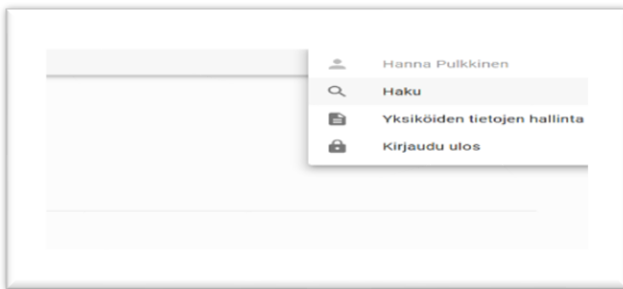 Hanna Pulkkinen
Haku
Yksiköiden tietojen hallinta
Kirjaudu ulos